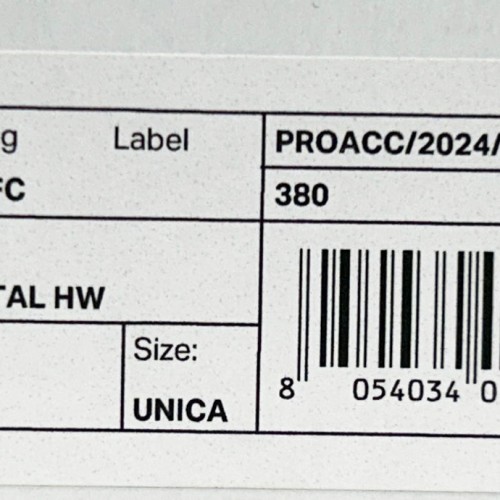 g Label PROACC/2024/
FC 380
TAL HW
Size:
UNICA
8 054034 0